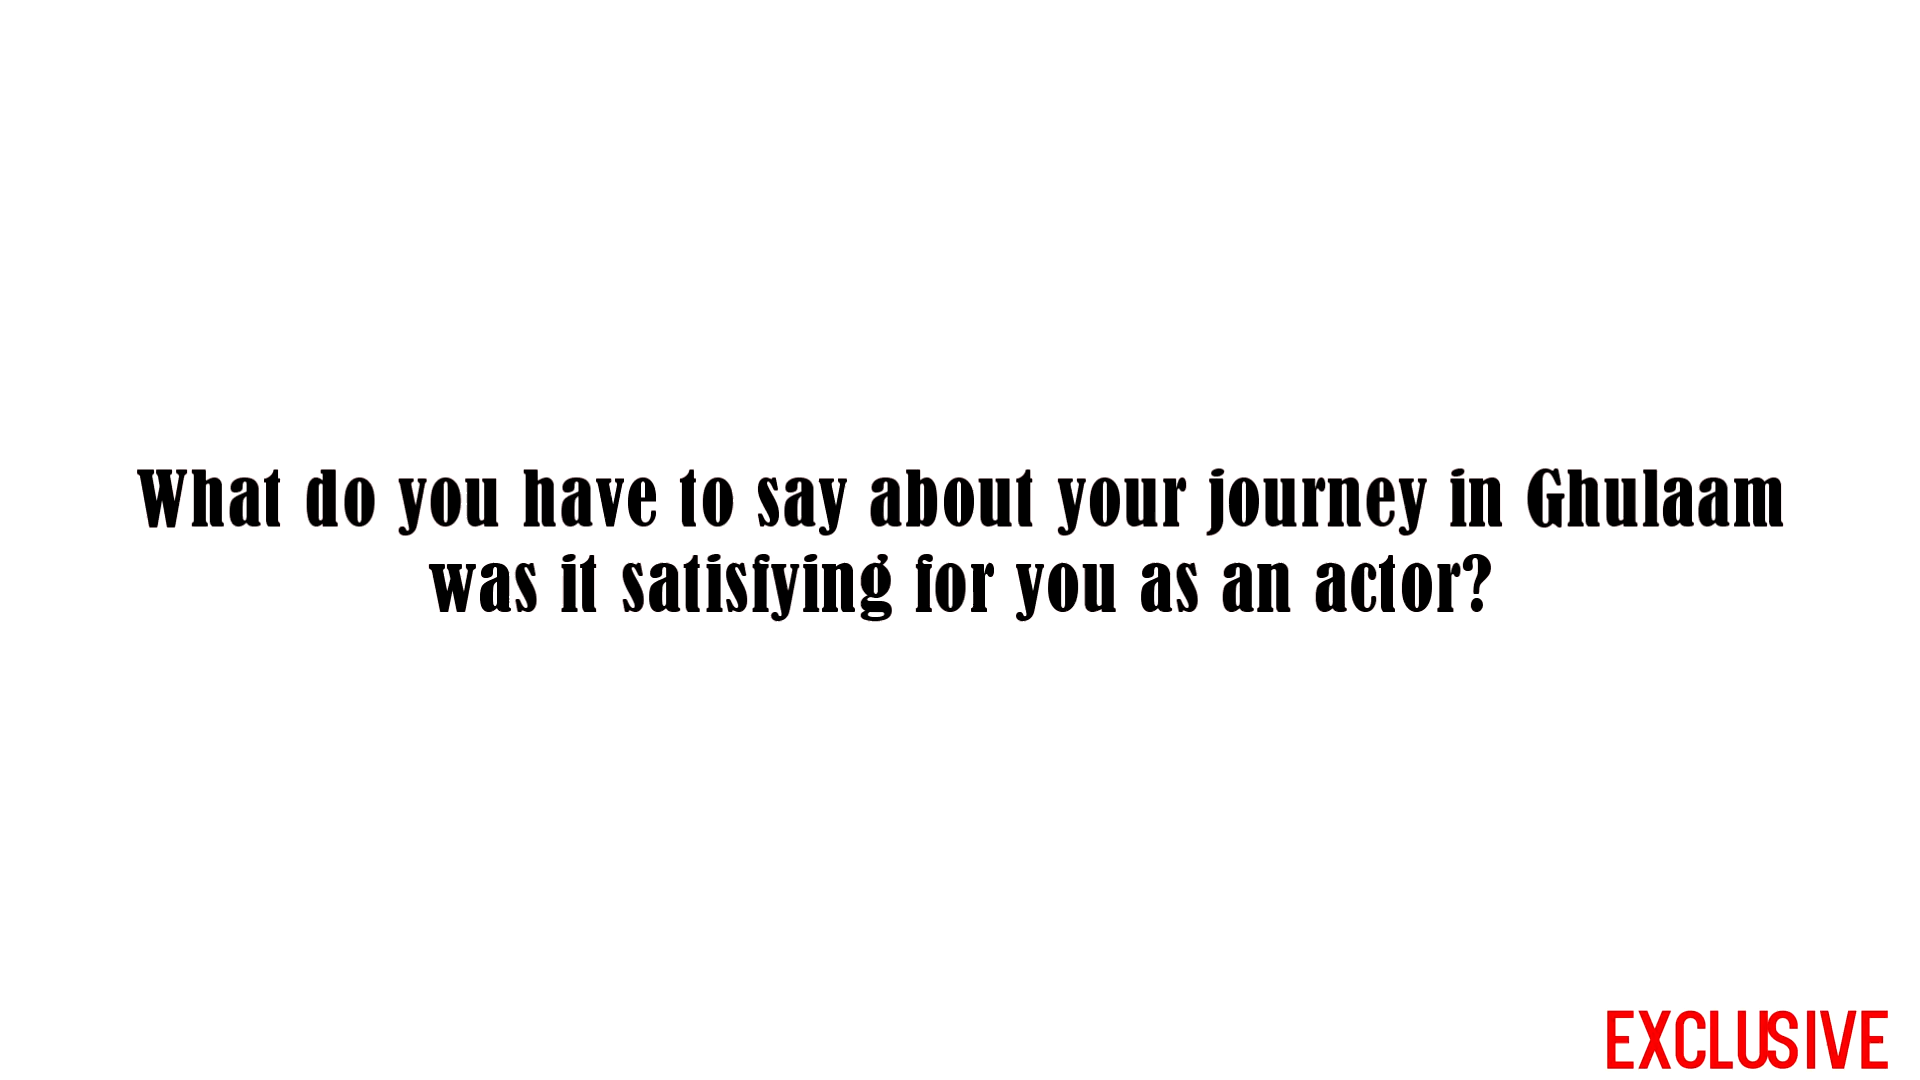 What do you have to say about your journey in Ghulaam
was it satisfying for you as an actor?
EXCLUSIVE